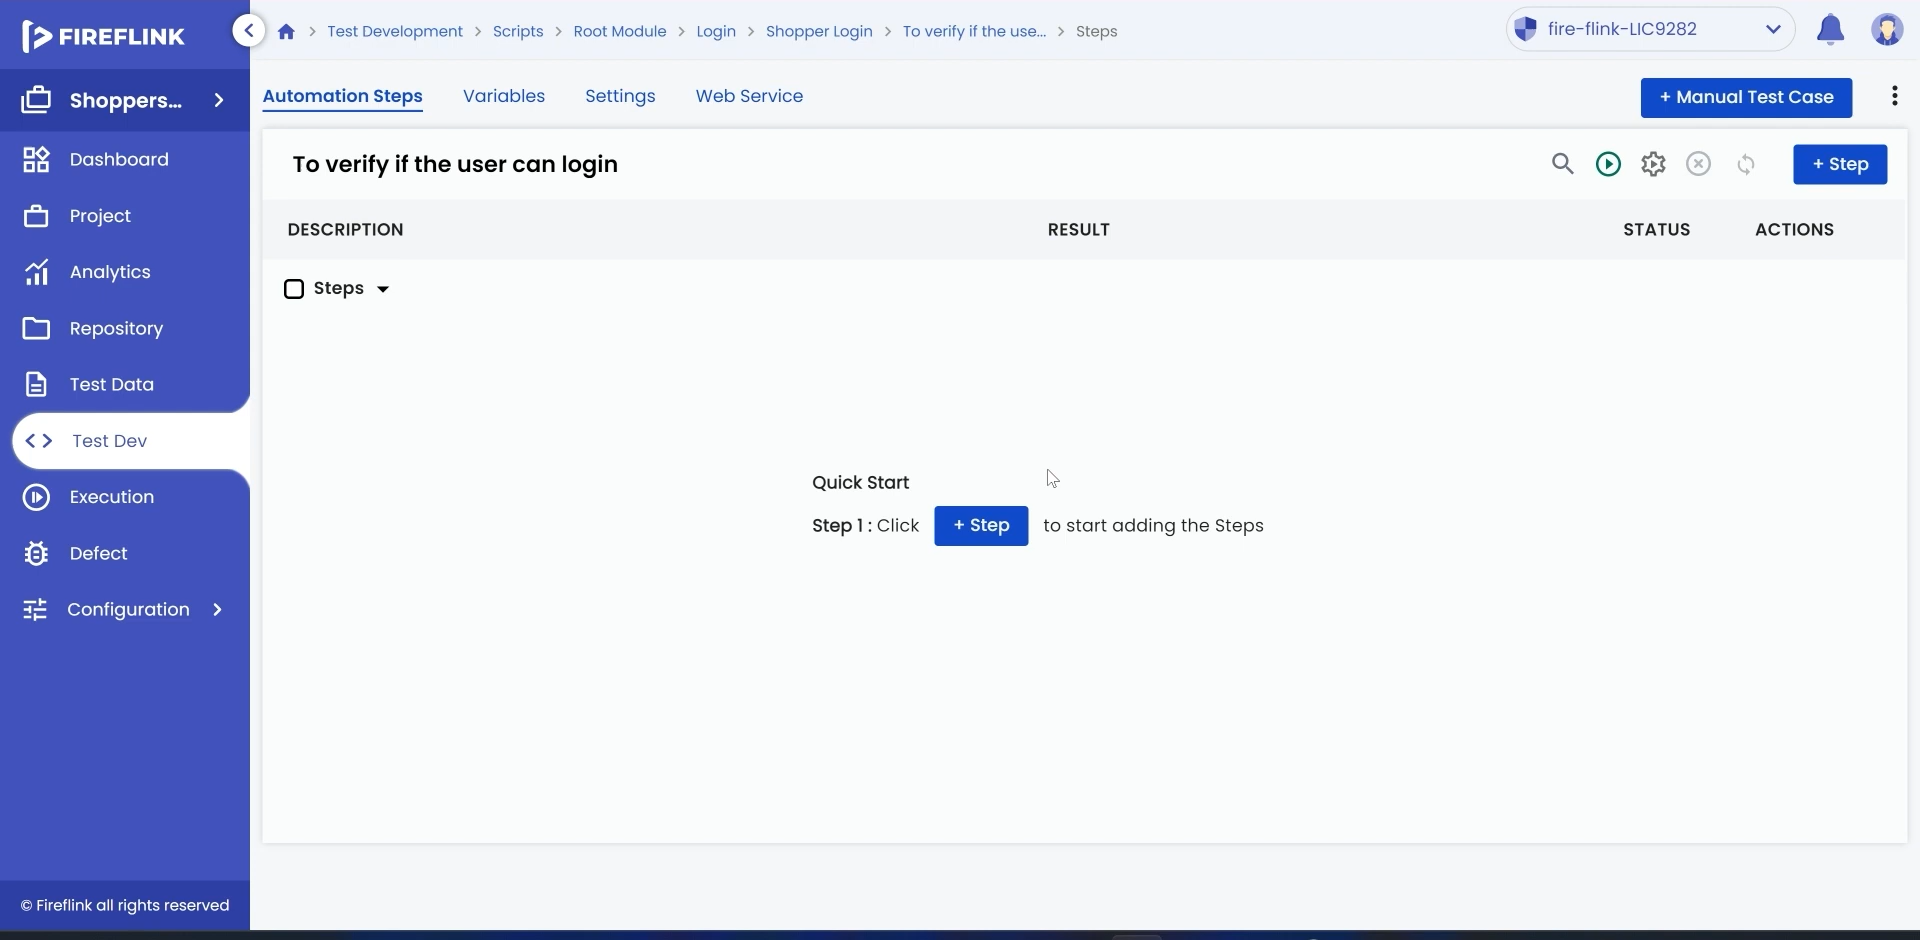 FIREFLINK
Test Development > Scripts > Root Module > Login > Shopper Login > To verify if the use... > Steps
fire-flink-LIC9282
Shoppers...
Automation Steps Variables Settings Web Service
+ Manual Test Case
Dashboard
Project
Analytics
Repository
Test Data
Test Dev
Execution
Defect
Configuration
To verify if the user can login
+ Step
DESCRIPTION RESULT STATUS ACTIONS
Steps
Quick Start
Step 1 : Click + Step to start adding the Steps
© Fireflink all rights reserved